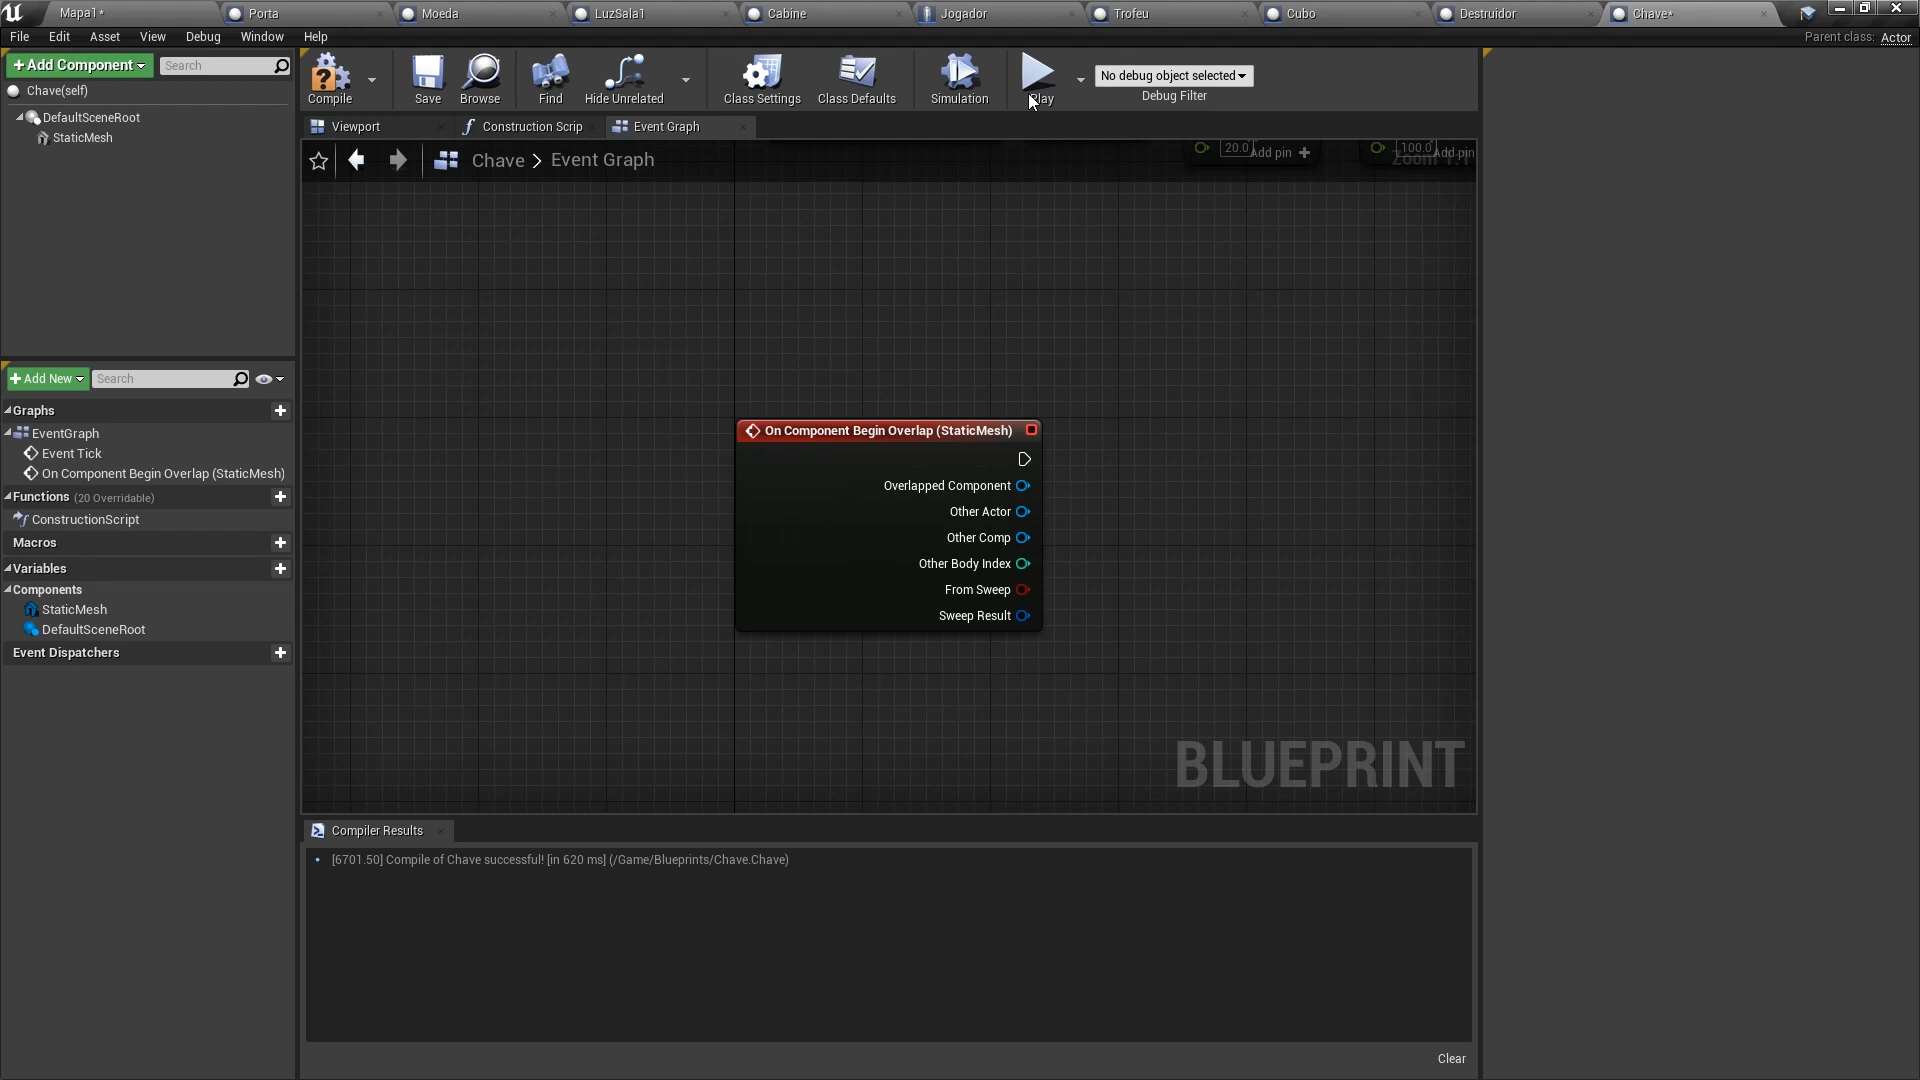 Mapa1*
Porta
Moeda
LuzSala1
Cabine
Jogador
Trofeu
Cubo
Destruidor
Chave*
File Edit Asset View Debug Window Help
Parent class: Actor
+ Add Component
Search
Compile
Save
Browse
Find
Hide Unrelated
Class Settings
Class Defaults
Simulation
Play
No debug object selected
Debug Filter
Chave(self)
DefaultSceneRoot
StaticMesh
Viewport
Construction Scrip
Event Graph
Chave > Event Graph
20.0
Add pin +
100.0
Add pin
Zoom 1:1
+ Add New
Search
Graphs
EventGraph
Event Tick
On Component Begin Overlap (StaticMesh)
Functions (20 Overridable)
ConstructionScript
Macros
Variables
Components
StaticMesh
DefaultSceneRoot
Event Dispatchers
On Component Begin Overlap (StaticMesh)
Overlapped Component
Other Actor
Other Comp
Other Body Index
From Sweep
Sweep Result
BLUEPRINT
Compiler Results
[6701.50] Compile of Chave successful! [in 620 ms] (/Game/Blueprints/Chave.Chave)
Clear